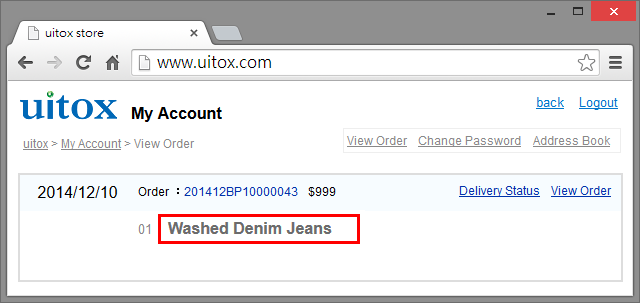 uitox store
www.uitox.com
uitox My Account
back Logout
uitox > My Account > View Order
View Order Change Password Address Book
2014/12/10 Order：201412BP10000043 $999 Delivery Status View Order
01 Washed Denim Jeans